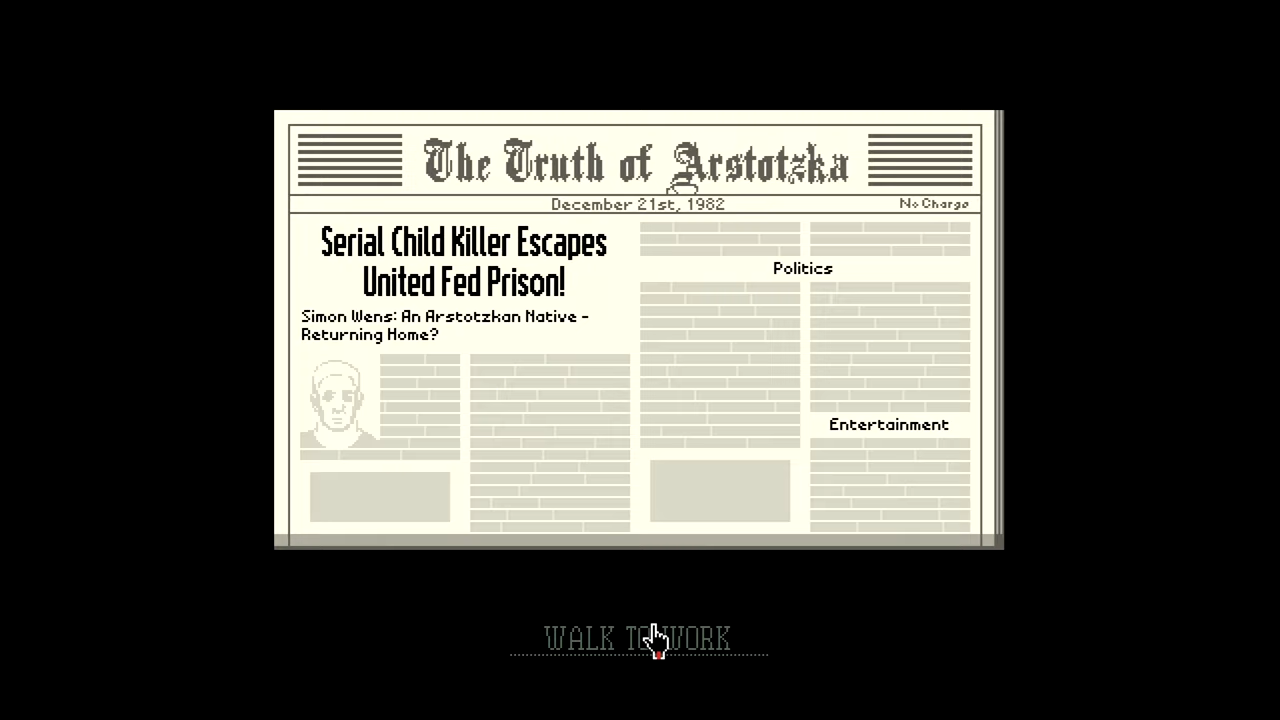 The Truth of Arstotzka
December 21st, 1982
No Charge
Serial Child Killer Escapes
United Fed Prison!
Simon Wens: An Arstotzkan Native -
Returning Home?
Politics
Entertainment
WALK TO WORK